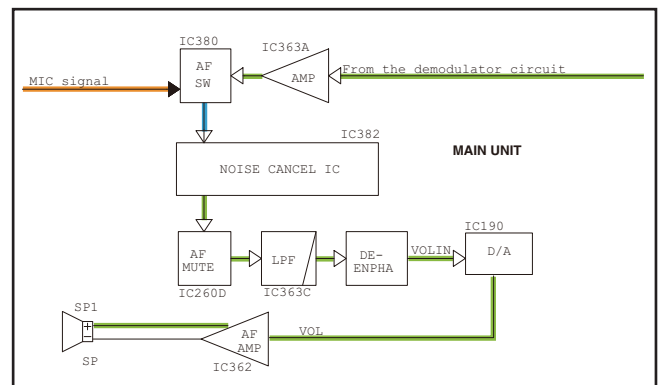 IC380
IC363A
AF
SW
AMP
From the demodulator circuit
MIC signal
IC382
MAIN UNIT
NOISE CANCEL IC
IC190
AF
MUTE
LPF
DE-
ENPHA
VOLIN
D/A
IC260D
IC363C
SP1
+
-
SP
AF
AMP
VOL
IC362